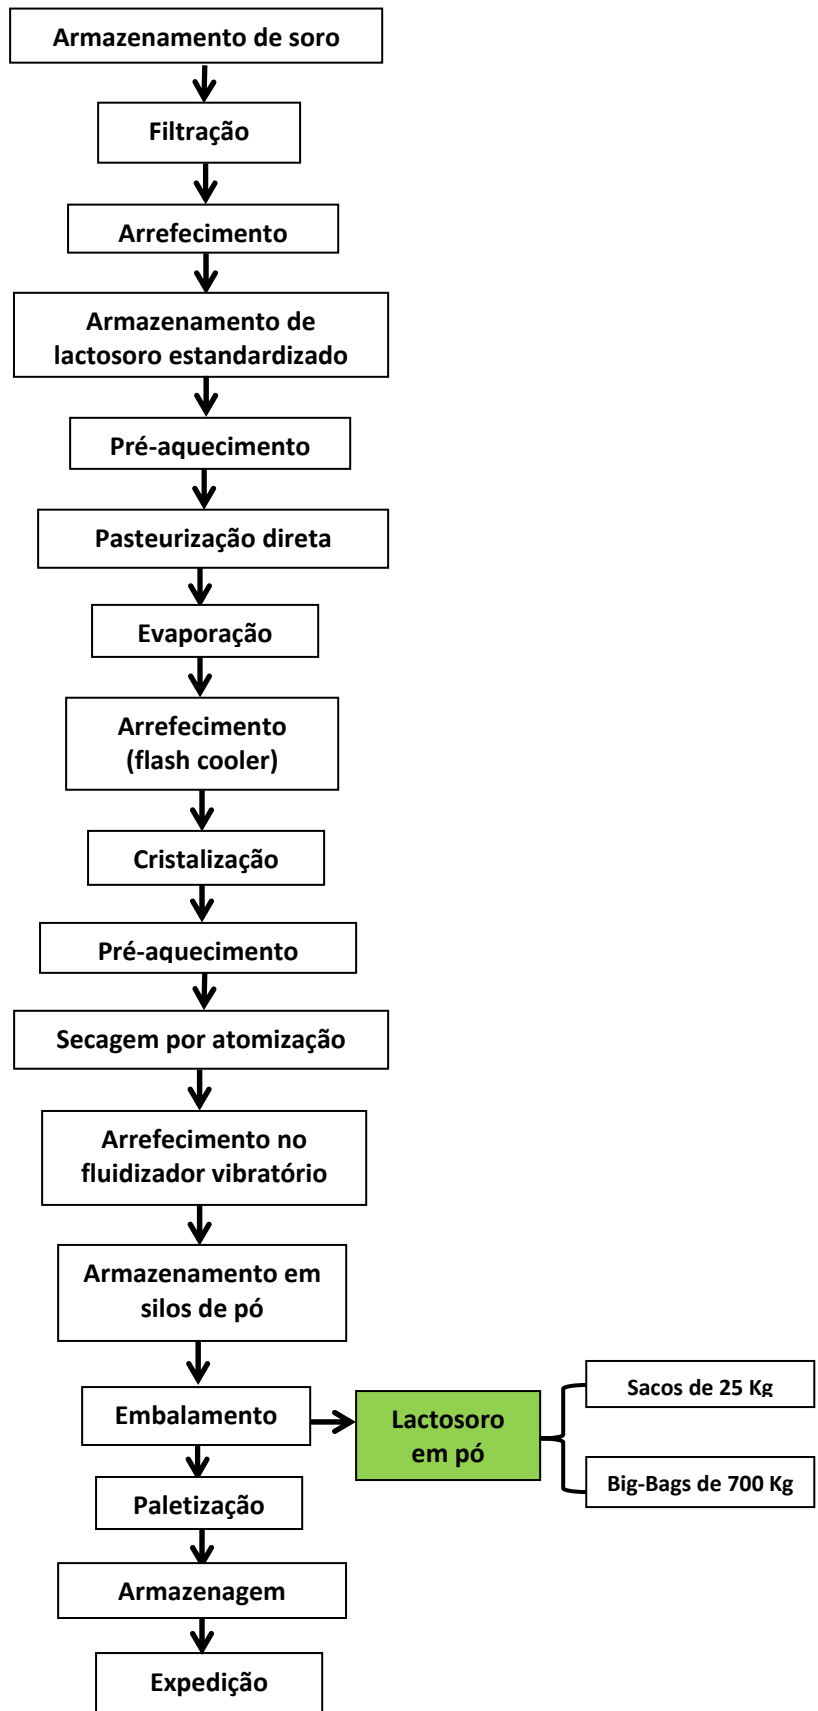 Armazenamento de soro
Filtração
Arrefecimento
Armazenamento de
lactosoro estandardizado
Pré-aquecimento
Pasteurização direta
Evaporação
Arrefecimento
(flash cooler)
Cristalização
Pré-aquecimento
Secagem por atomização
Arrefecimento no
fluidizador vibratório
Armazenamento em
silos de pó
Embalamento
Lactosoro
em pó
Sacos de 25 Kg
Big-Bags de 700 Kg
Paletização
Armazenagem
Expedição